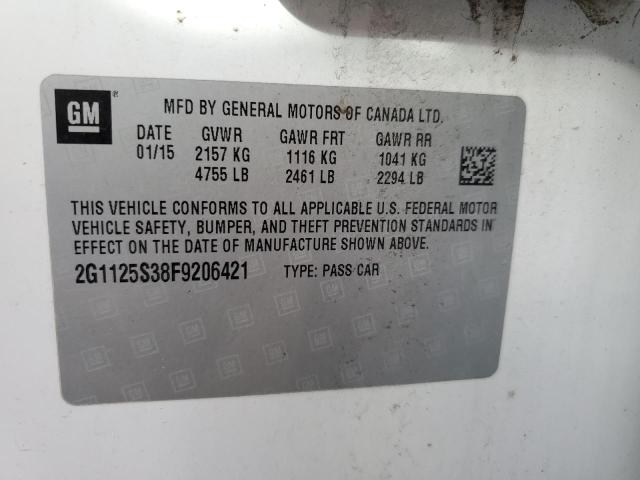 GM ®
MFD BY GENERAL MOTORS OF CANADA LTD.
DATE GVWR GAWR FRT GAWR RR
01/15 2157 KG 1116 KG 1041 KG
4755 LB 2461 LB 2294 LB
THIS VEHICLE CONFORMS TO ALL APPLICABLE U.S. FEDERAL MOTOR
VEHICLE SAFETY, BUMPER, AND THEFT PREVENTION STANDARDS IN
EFFECT ON THE DATE OF MANUFACTURE SHOWN ABOVE.
2G1125S38F9206421 TYPE: PASS CAR